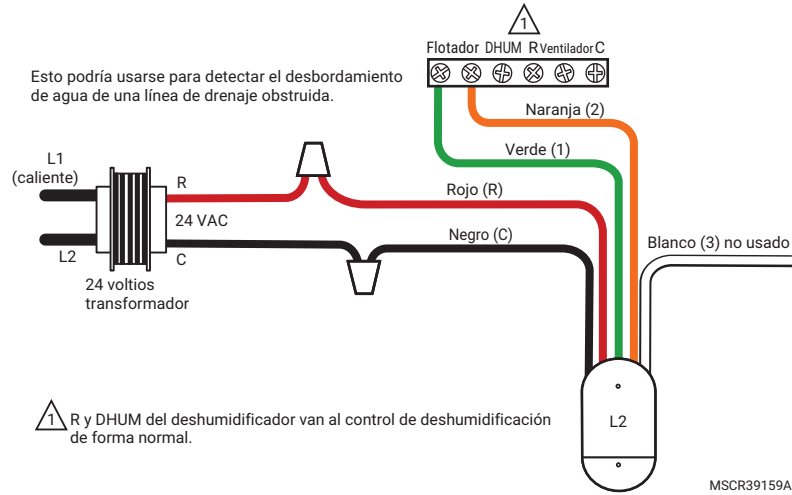 1
Flotador DHUM R Ventilador C
Esto podría usarse para detectar el desbordamiento
de agua de una línea de drenaje obstruida.
Naranja (2)
Verde (1)
L1
(caliente)
R
Rojo (R)
24 VAC
Negro (C)
Blanco (3) no usado
L2
C
24 voltios
transformador
1 R y DHUM del deshumidificador van al control de deshumidificación
de forma normal.
L2
MSCR39159A